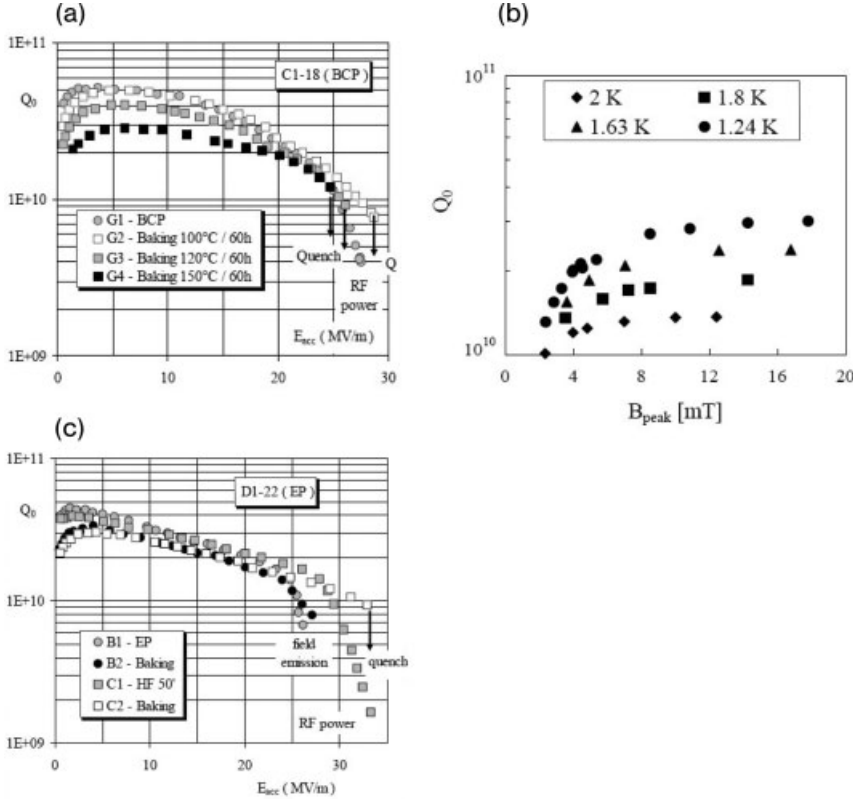 (a)
1E+11
Q0
1E+10
1E+09
C1-18 ( BCP )
G1 - BCP
G2 - Baking 100°C / 60h
G3 - Baking 120°C / 60h
G4 - Baking 150°C / 60h
Quench
Q
RF
power
Eacc ( MV/m )
0
10
20
30
(b)
10^11
Q0
10^10
2 K
1.8 K
1.63 K
1.24 K
0
4
8
12
16
20
Bpeak [mT]
(c)
1E+11
Q0
1E+10
1E+09
D1-22 ( EP )
B1 - EP
B2 - Baking
C1 - HF 50'
C2 - Baking
field
emission
quench
RF power
0
10
20
30
Eacc ( MV/m )